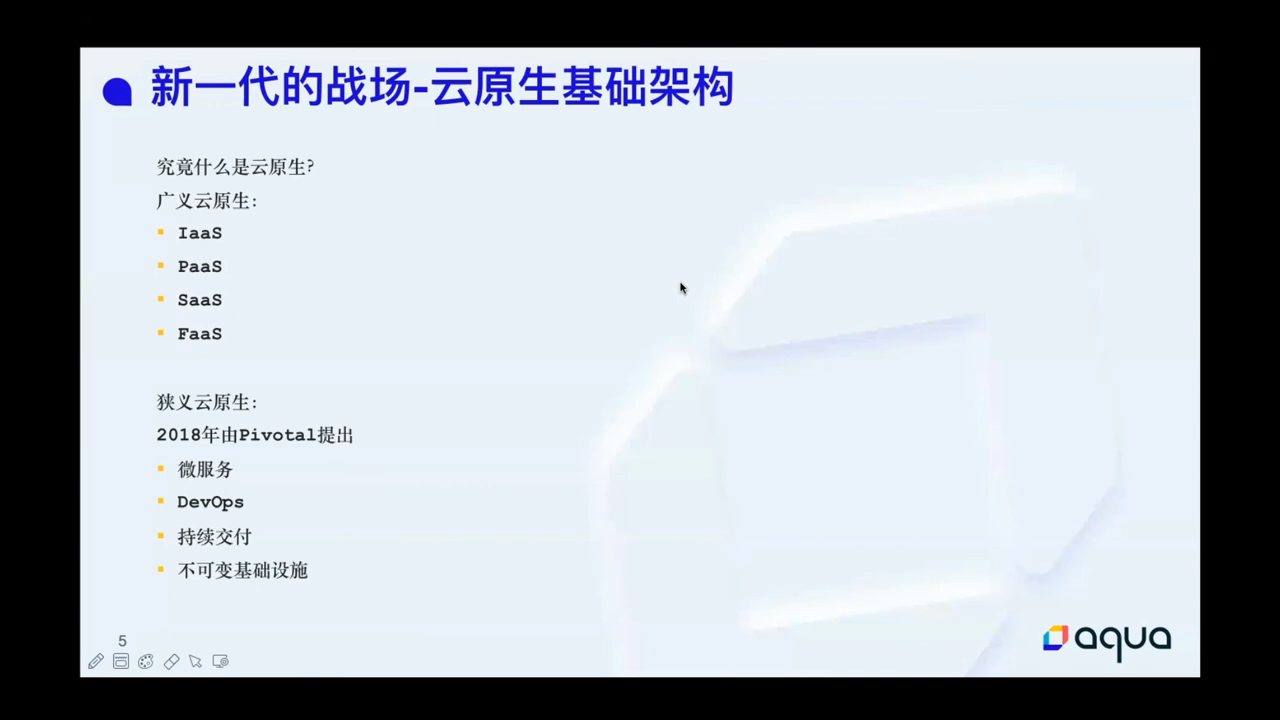 新一代的战场-云原生基础架构
究竟什么是云原生?
广义云原生:
IaaS
PaaS
SaaS
FaaS
狭义云原生:
2018年由Pivotal提出
微服务
DevOps
持续交付
不可变基础设施
5
aqua